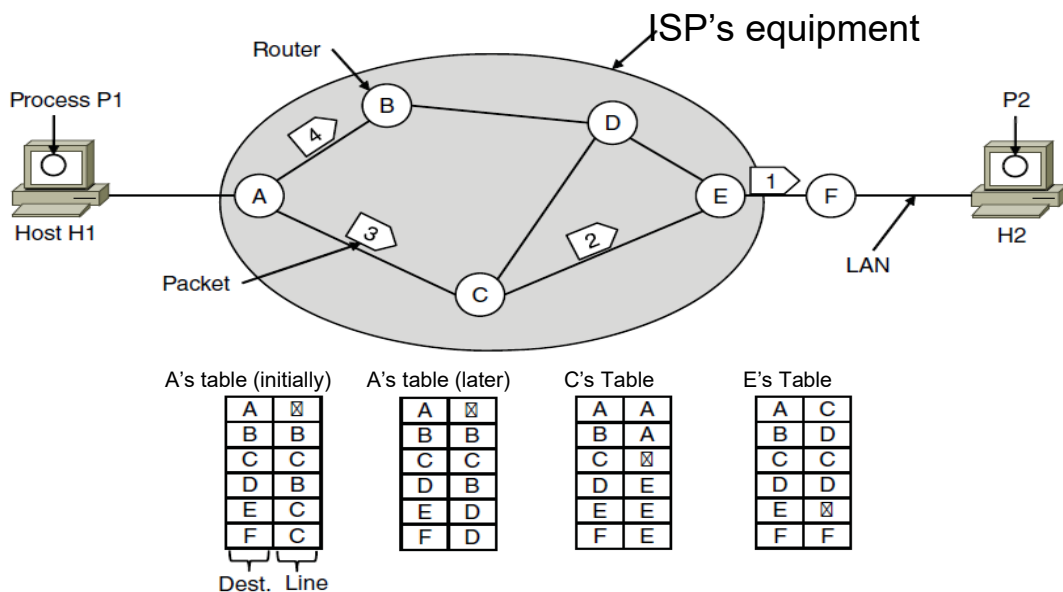 ISP's equipment
Router
Process P1
P2
B
D
4
A
E
1
F
Host H1
3
2
H2
Packet
C
LAN
A's table (initially)
A's table (later)
C's Table
E's Table
A
B B
C C
D B
E C
F C
Dest. Line
A
B B
C C
D B
E D
F D
A A
B A
C
D E
E E
F E
A C
B D
C C
D D
E
F F